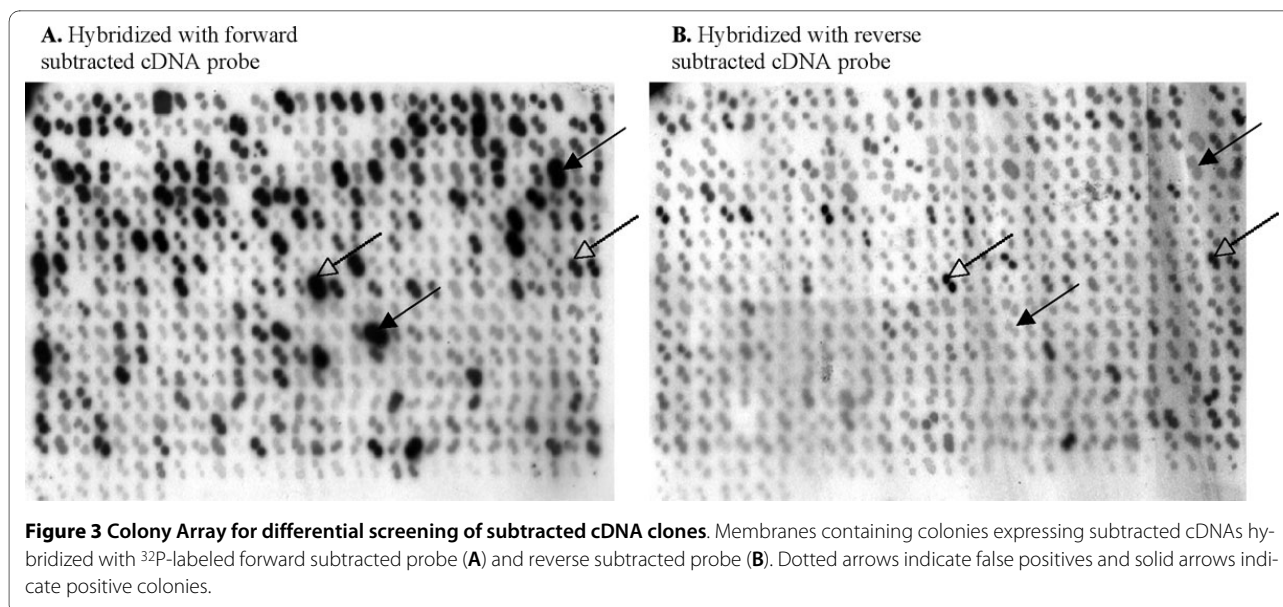 A. Hybridized with forward
subtracted cDNA probe
B. Hybridized with reverse
subtracted cDNA probe
Figure 3 Colony Array for differential screening of subtracted cDNA clones. Membranes containing colonies expressing subtracted cDNAs hy-
bridized with ³²P-labeled forward subtracted probe (A) and reverse subtracted probe (B). Dotted arrows indicate false positives and solid arrows indi-
cate positive colonies.